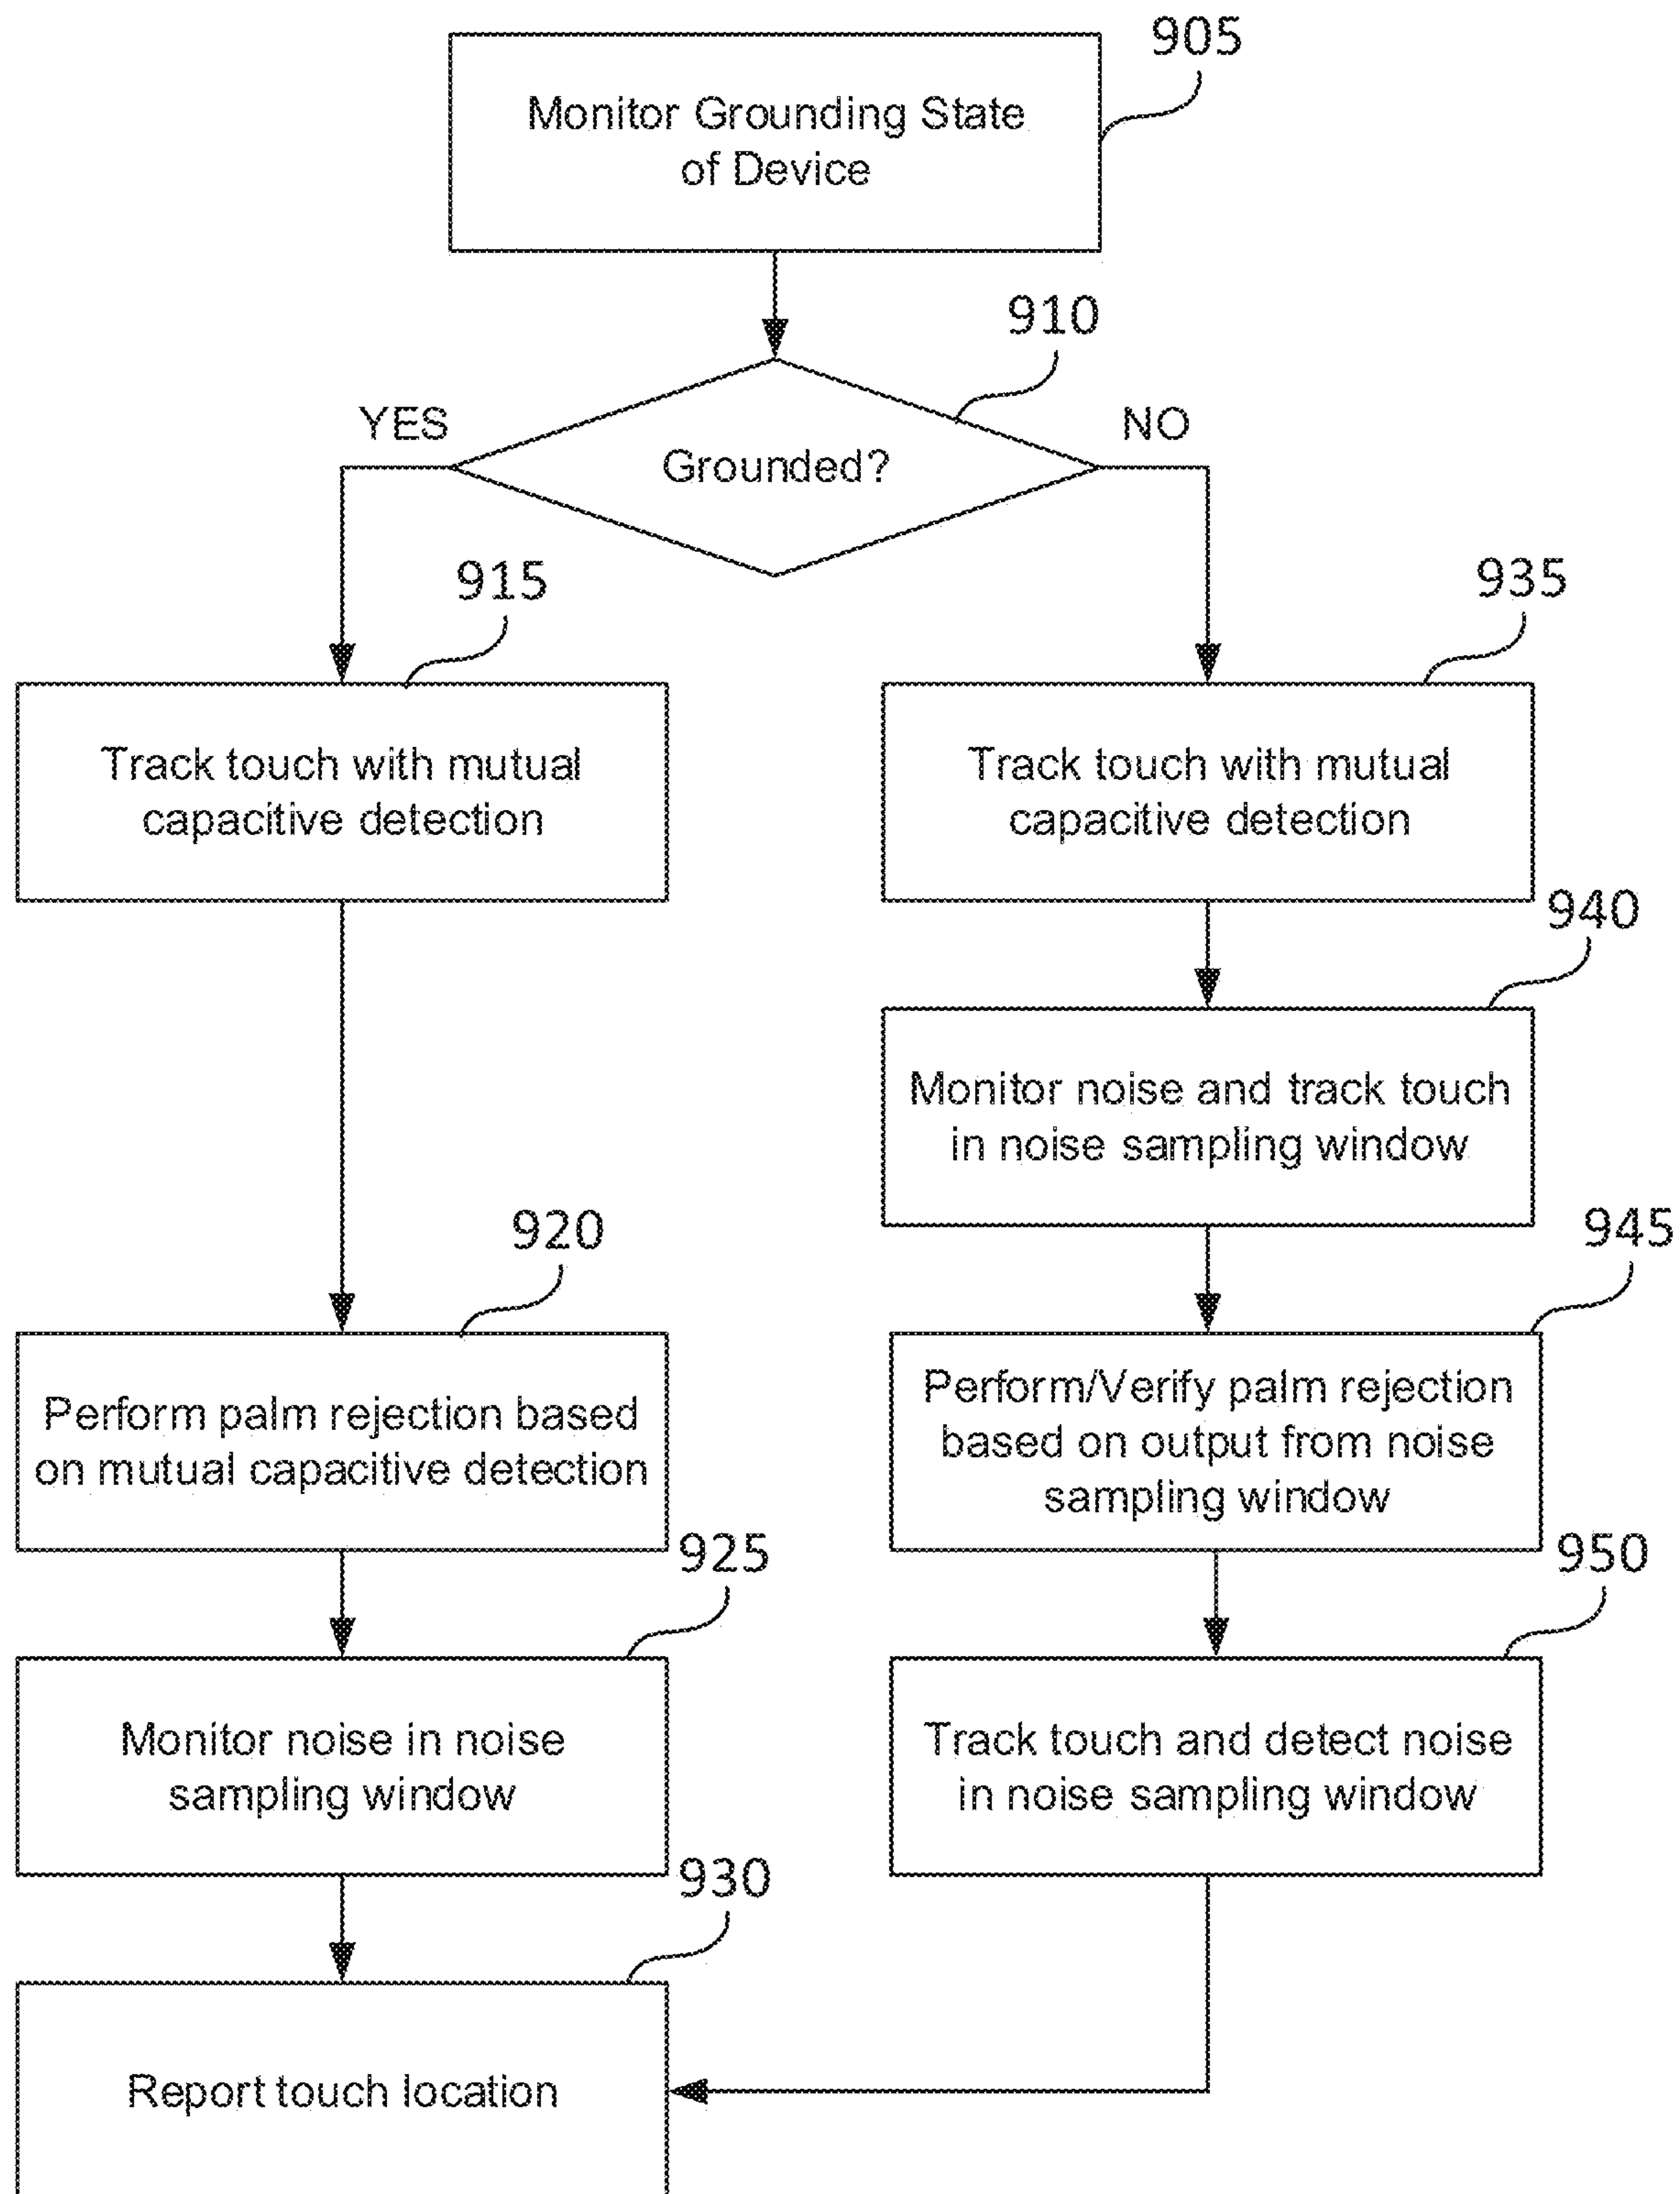 905
Monitor Grounding State
of Device
910
YES
NO
Grounded?
915
935
Track touch with mutual
capacitive detection
Track touch with mutual
capacitive detection
940
Monitor noise and track touch
in noise sampling window
920
945
Perform palm rejection based
on mutual capacitive detection
Perform/Verify palm rejection
based on output from noise
sampling window
925
950
Monitor noise in noise
sampling window
Track touch and detect noise
in noise sampling window
930
Report touch location